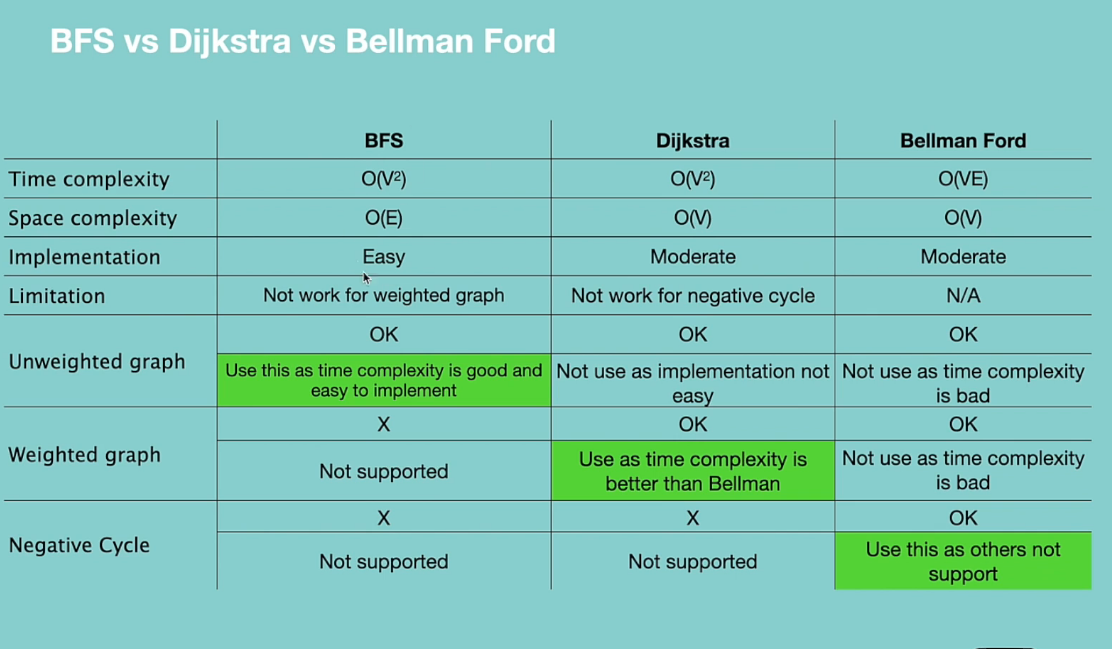 BFS vs Dijkstra vs Bellman Ford
BFS Dijkstra Bellman Ford
Time complexity O(V²) O(V²) O(VE)
Space complexity O(E) O(V) O(V)
Implementation Easy Moderate Moderate
Limitation Not work for weighted graph Not work for negative cycle N/A
Unweighted graph
OK OK OK
Use this as time complexity is good and
easy to implement
Not use as implementation not
easy
Not use as time complexity
is bad
Weighted graph
X OK OK
Not supported
Use as time complexity is
better than Bellman
Not use as time complexity
is bad
Negative Cycle
X X OK
Not supported
Not supported
Use this as others not
support